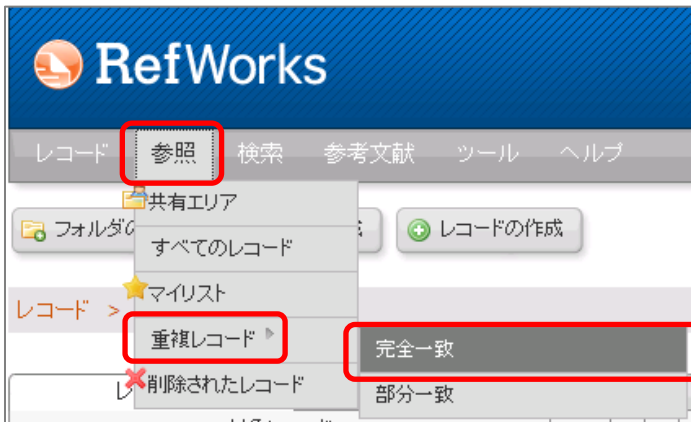 RefWorks
レコード 参照 検索 参考文献 ツール ヘルプ
共有エリア
フォルダの レコードの作成
すべてのレコード
マイリスト
レコード >
重複レコード
完全一致
削除されたレコード
部分一致